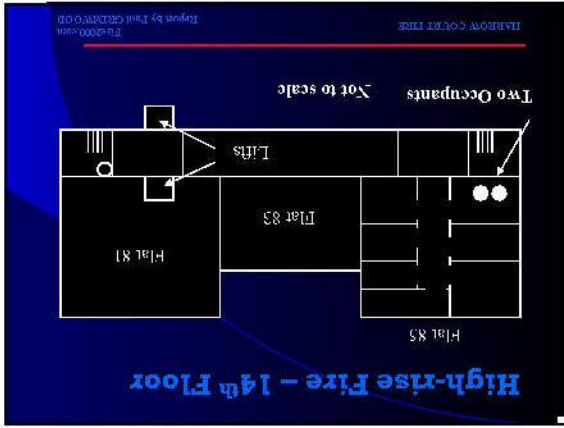 High-rise Fire – 14th Floor
Flat 85
Flat 81
Flat 83
Lifts
Two Occupants
Not to scale
HARROW COURT FIRE
Fire2000.com
Report by Paul GRIMWOOD